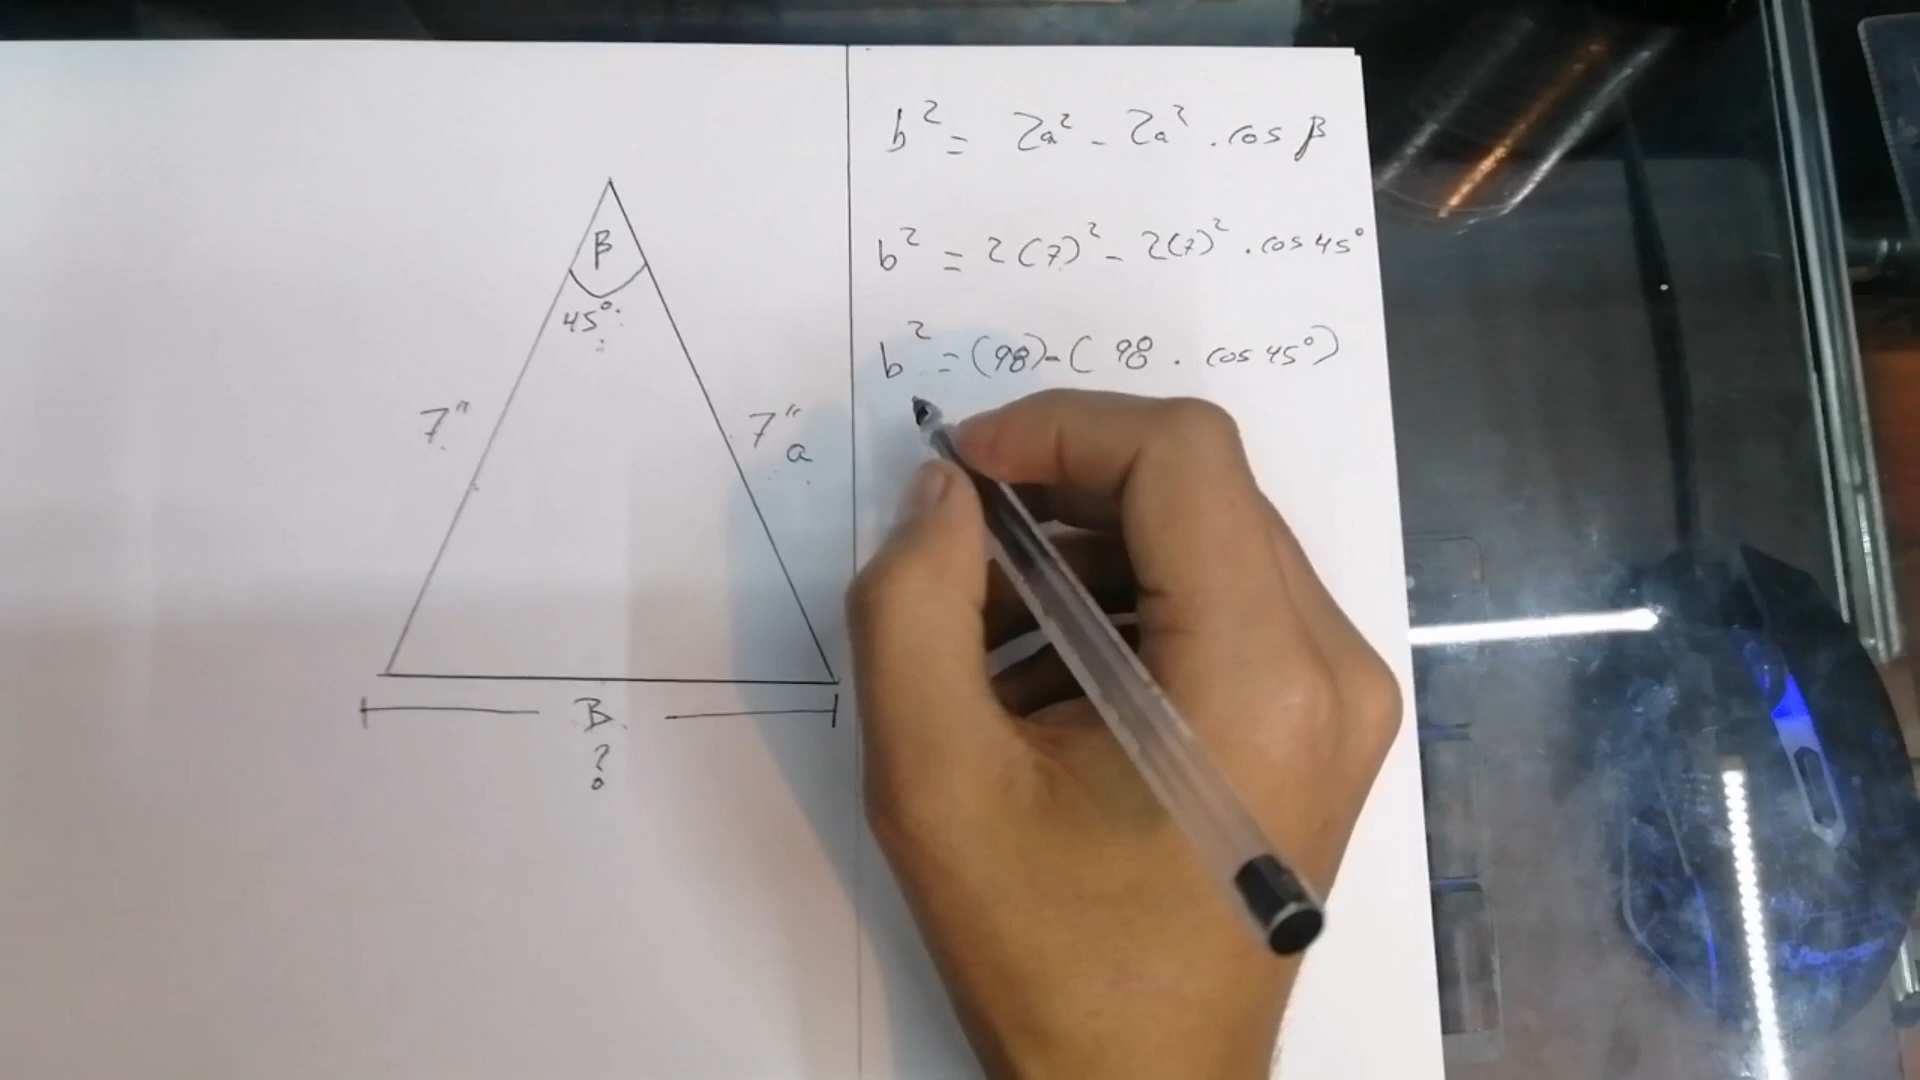 β
45°
7"
7"
a
B
?
b² = 2a² - 2a² . cos β
b² = 2(7)² - 2(7)² . cos 45°
b² = (98)-( 98 . cos 45°)